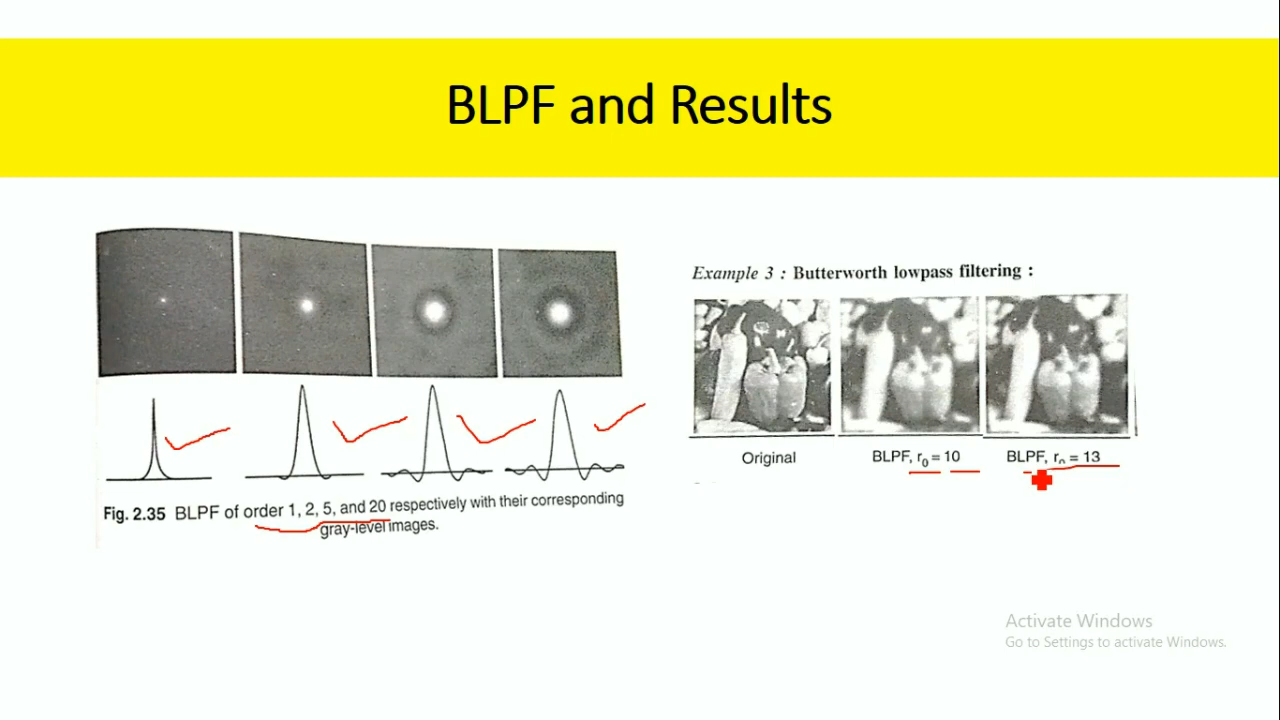 BLPF and Results
Fig. 2.35 BLPF of order 1, 2, 5, and 20 respectively with their corresponding
gray-level images.
Example 3 : Butterworth lowpass filtering :
Original
BLPF, r₀ = 10
BLPF, r₀ = 13
Activate Windows
Go to Settings to activate Windows.